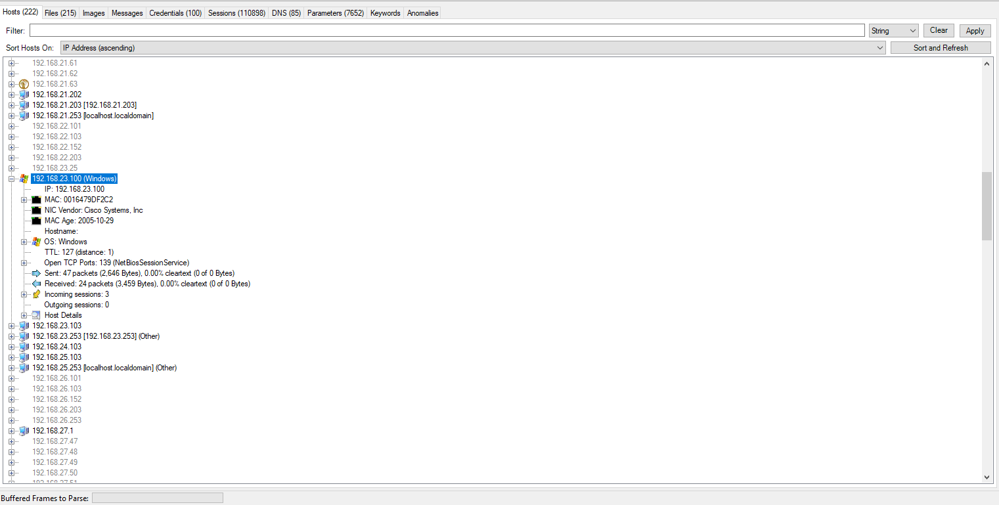 Hosts (222) Files (215) Images Messages Credentials (100) Sessions (110898) DNS (85) Parameters (7652) Keywords Anomalies
Filter: String Clear Apply
Sort Hosts On: IP Address (ascending) Sort and Refresh
192.168.21.61
192.168.21.62
192.168.21.63
192.168.21.202
192.168.21.203 [192.168.21.203]
192.168.21.253 [localhost.localdomain]
192.168.22.101
192.168.22.103
192.168.22.152
192.168.22.203
192.168.23.25
192.168.23.100 (Windows)
IP: 192.168.23.100
MAC: 0016479DF2C2
NIC Vendor: Cisco Systems, Inc
MAC Age: 2005-10-29
Hostname:
OS: Windows
TTL: 127 (distance: 1)
Open TCP Ports: 139 (NetBiosSessionService)
Sent: 47 packets (2,646 Bytes), 0.00% cleartext (0 of 0 Bytes)
Received: 24 packets (3,459 Bytes), 0.00% cleartext (0 of 0 Bytes)
Incoming sessions: 3
Outgoing sessions: 0
Host Details
192.168.23.103
192.168.23.253 [192.168.23.253] (Other)
192.168.24.103
192.168.25.103
192.168.25.253 [localhost.localdomain] (Other)
192.168.26.101
192.168.26.103
192.168.26.152
192.168.26.203
192.168.26.253
192.168.27.1
192.168.27.47
192.168.27.48
192.168.27.49
192.168.27.50
192.168.27.51
Buffered Frames to Parse: